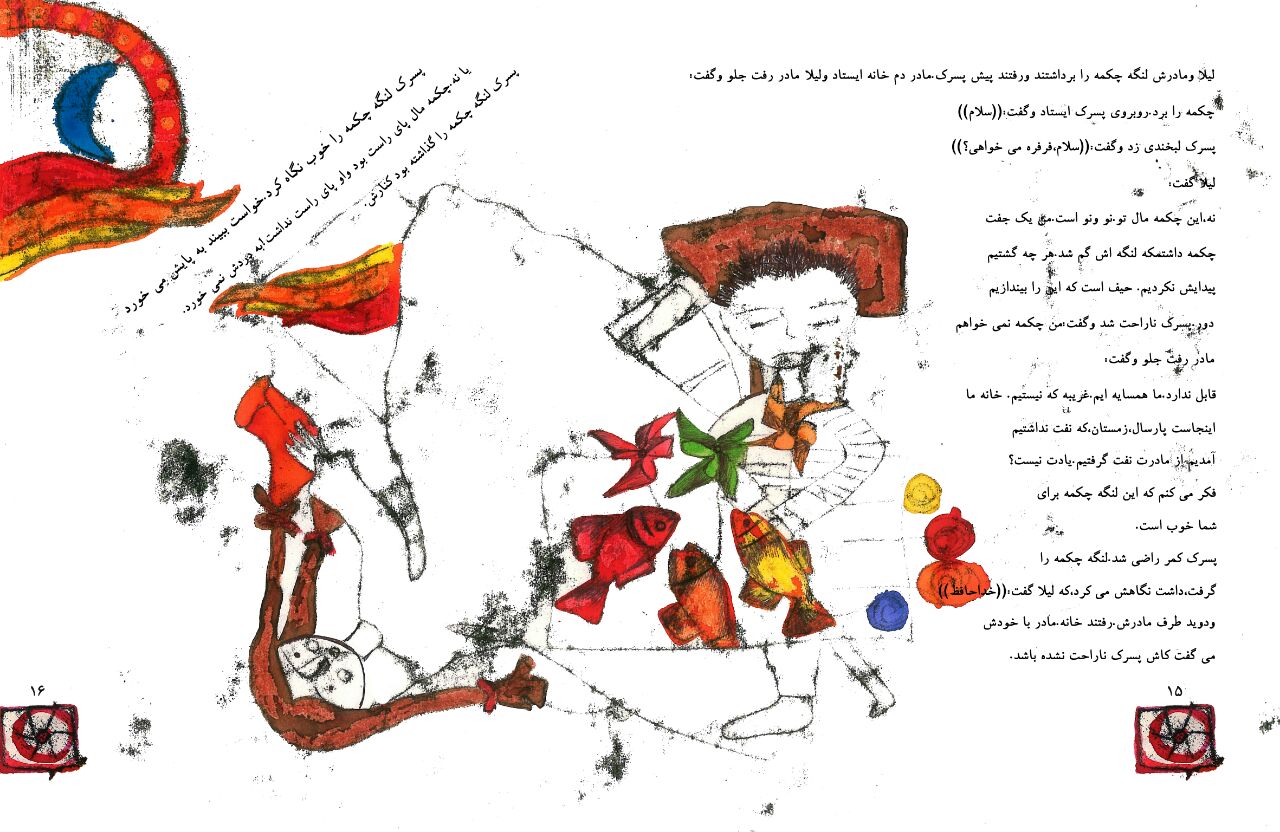 لیلا ومادرش لنگه چکمه را برداشتند ورفتند پیش پسرک.مادر دم خانه ایستاد ولیلا مادر رفت جلو وگفت:
چکمه را برد.روبروی پسرک ایستاد وگفت:((سلام))
پسرک لبخندی زد وگفت:((سلام،فرفره می خواهی؟))
لیلا گفت:
نه.این چکمه مال تو.نو ونو است.من یک جفت
چکمه داشتمکه لنگه اش گم شد.هر چه گشتیم
پیدایش نکردیم. حیف است که این را بیندازیم
دور.پسرک ناراحت شد وگفت:من چکمه نمی خواهم
مادر رفت جلو وگفت:
قابل ندارد.ما همسایه ایم.غریبه که نیستیم. خانه ما
اینجاست پارسال،زمستان،که نفت نداشتیم
آمدیم از مادرت نفت گرفتیم.یادت نیست؟
فکر می کنم که این لنگه چکمه برای
شما خوب است.
پسرک کمر راضی شد.لنگه چکمه را
گرفت،داشت نگاهش می کرد،که لیلا گفت:((خداحافظ))
ودوید طرف مادرش.رفتند خانه.مادر با خودش
می گفت کاش پسرک ناراحت نشده باشد.
۱۵
پسرک لنگه چکمه را خوب نگاه کرد.خواست ببیند به پایش می خورد
یا نه.چکمه مال پای راست بود واو پای راست نداشت!به دردش نمی خورد.
پسرک لنگه چکمه را گذاشته بود کنارش.
۱۶